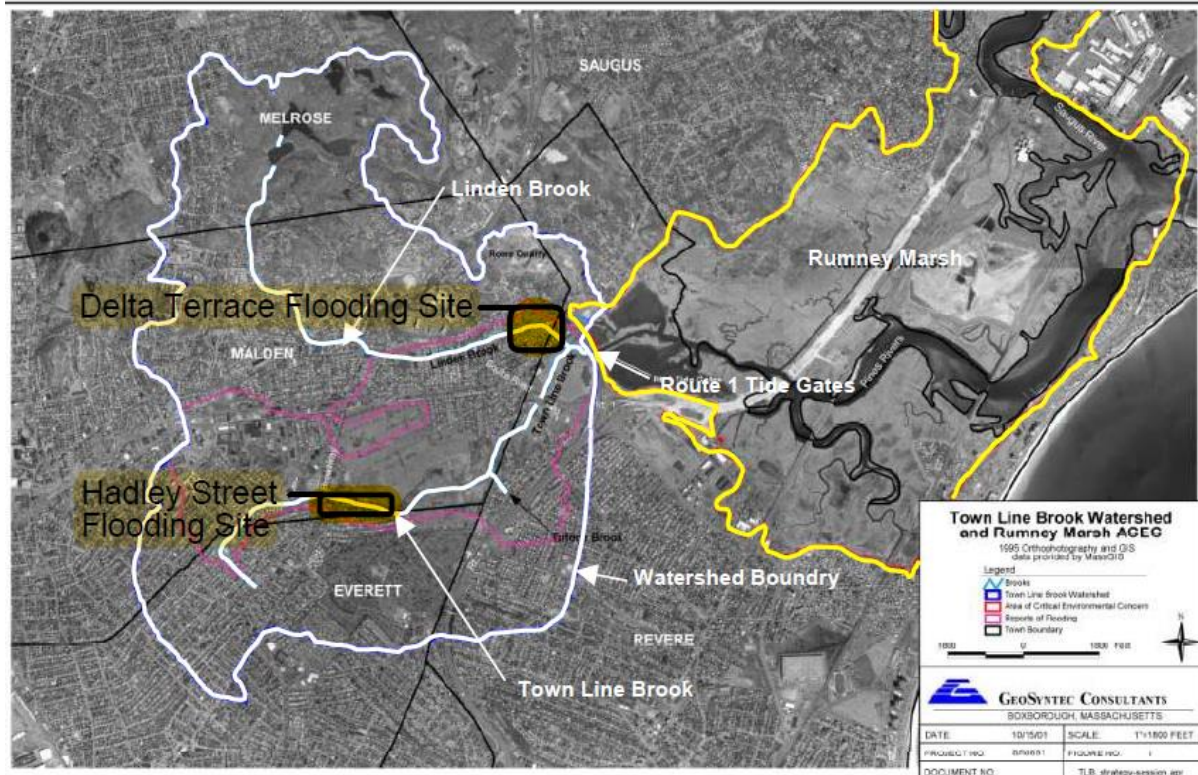 SAUGUS
MELROSE
Saugus River
Linden Brook
Rumney Marsh
Rowe Quarry
Delta Terrace Flooding Site
MALDEN
Linden Brook
Town Line Brook
Route 1 Tide Gates
Pines River
Hadley Street
Flooding Site
Watershed Boundry
EVERETT
REVERE
Town Line Brook
Town Line Brook Watershed
and Rumney Marsh ACEC
1995 Orthophotography and GIS
data provided by MassGIS
Legend
Brooks
Town Line Brook Watershed
Area of Critical Environmental Concern
Reports of Flooding
Town Boundary
N
1800 0 1800 Feet
GEOSYNTEC CONSULTANTS
BOXBOROUGH, MASSACHUSETTS
DATE: 10/15/01 SCALE: 1"=1800 FEET
PROJECT NO. FIGURE NO. 1
DOCUMENT NO. TLB_strategy-session.apr